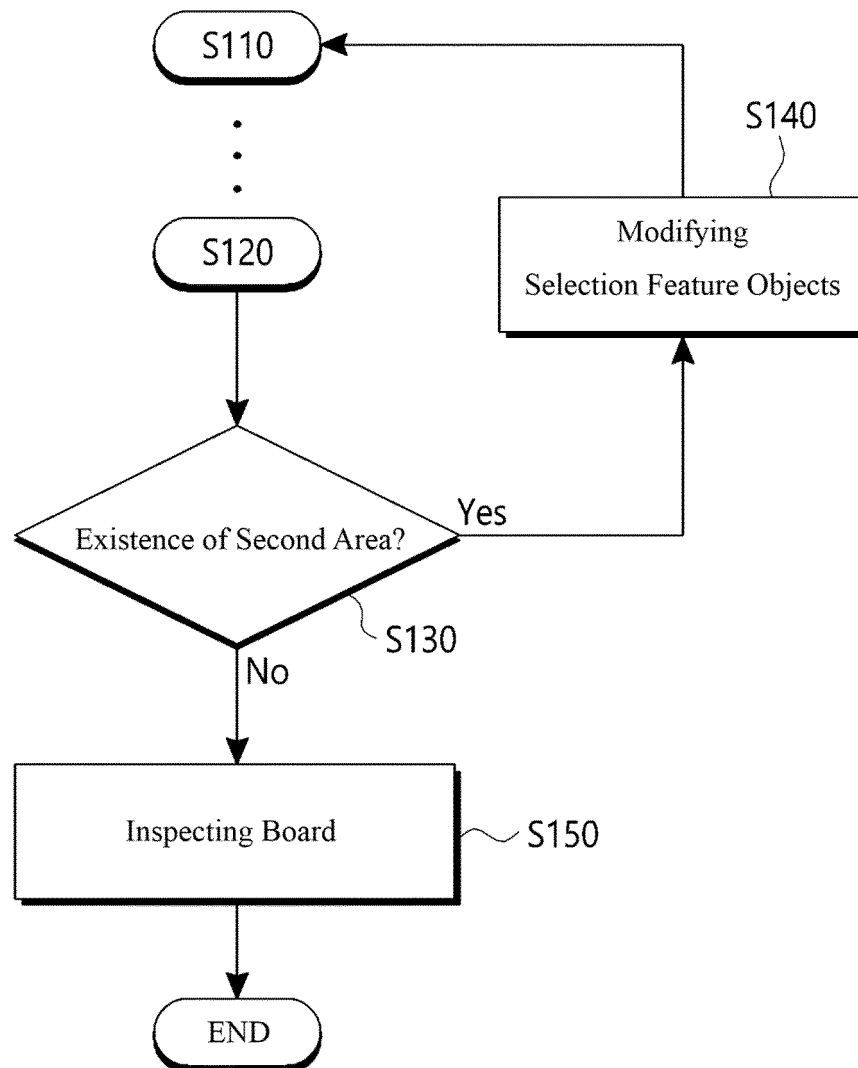 S110
S140
Modifying
Selection Feature Objects
S120
Yes
Existence of Second Area?
S130
No
Inspecting Board
S150
END